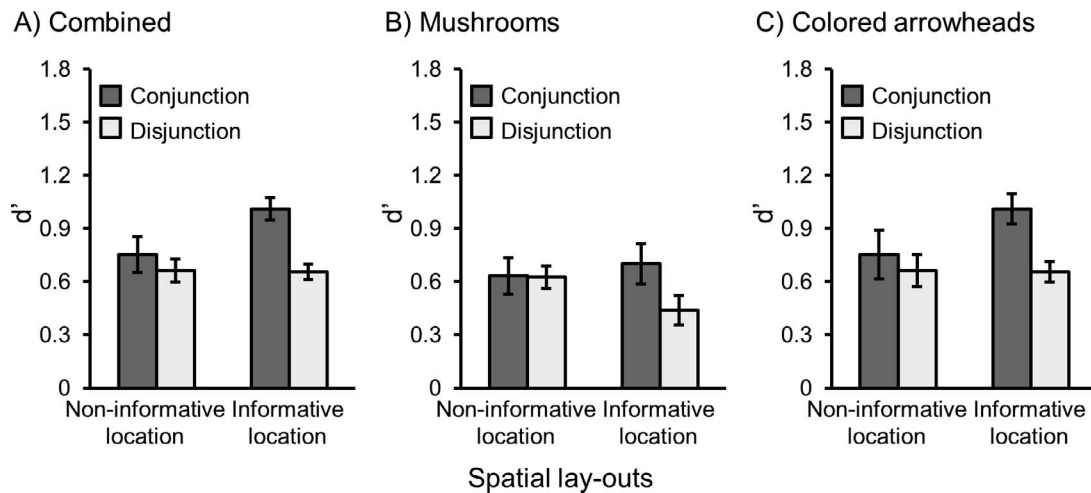 A) Combined
1.8
1.5
1.2
0.9
0.6
0.3
0
d’
Conjunction
Disjunction
Non-informative location
Informative location
B) Mushrooms
1.8
1.5
1.2
0.9
0.6
0.3
0
d’
Conjunction
Disjunction
Non-informative location
Informative location
C) Colored arrowheads
1.8
1.5
1.2
0.9
0.6
0.3
0
d’
Conjunction
Disjunction
Non-informative location
Informative location
Spatial lay-outs